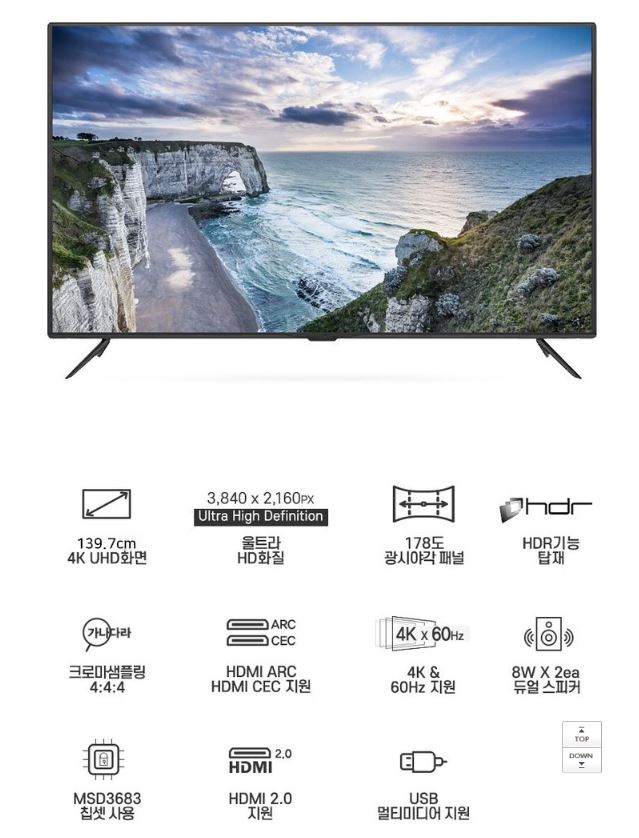 139.7cm
4K UHD화면
3,840 x 2,160PX
Ultra High Definition
울트라
HD화질
178도
광시야각 패널
hdr
HDR기능
탑재
가나다라
크로마샘플링
4:4:4
ARC
CEC
HDMI ARC
HDMI CEC 지원
4K x 60Hz
4K &
60Hz 지원
8W X 2ea
듀얼 스피커
MSD3683
칩셋 사용
HDMI 2.0
HDMI 2.0
지원
USB
멀티미디어 지원
TOP
DOWN